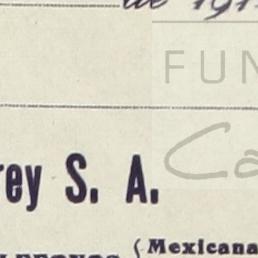 de 191
FUN
Ca
rey S. A.
(Mexicana